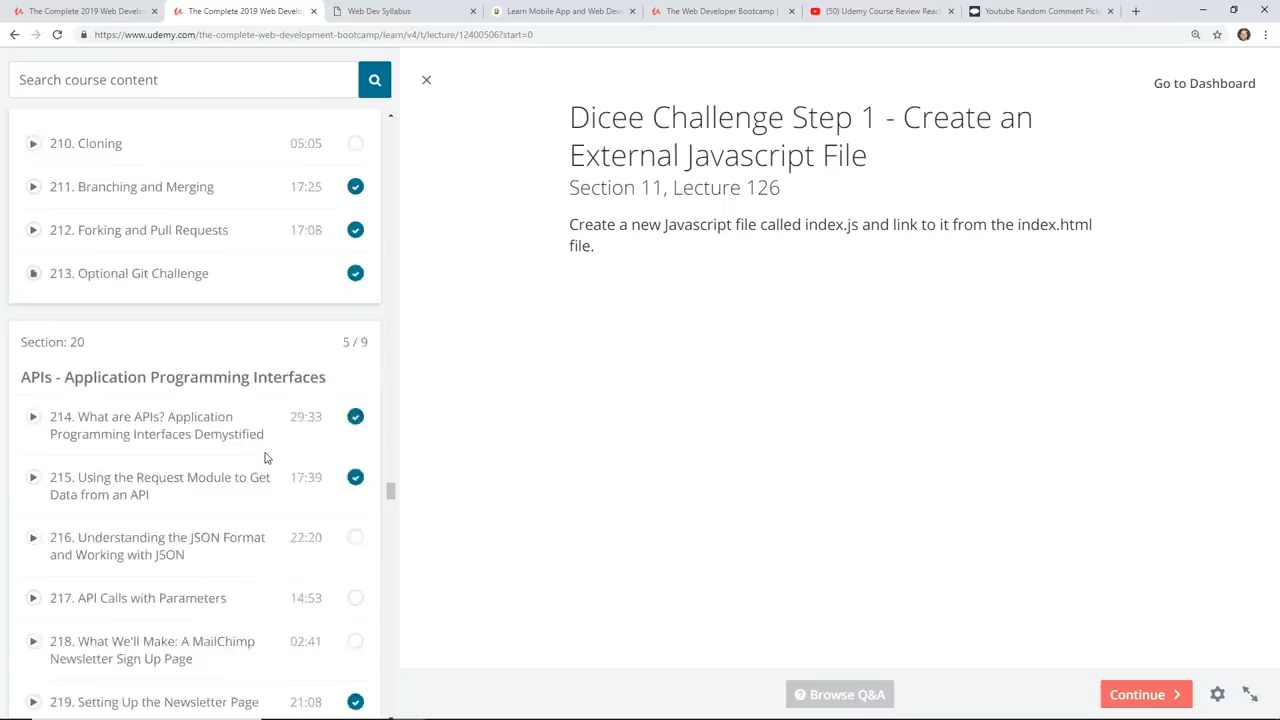 The Complete 2019 Web Develo
The Complete 2019 Web Develo
Web Dev Syllabus
Learn Mobile App and Web Dev
The Web Developer Bootcamp |
(50) Udemy Course Review Reac
Youtube Random Comment Pick
https://www.udemy.com/the-complete-web-development-bootcamp/learn/v4/t/lecture/12400506?start=0
Search course content
210. Cloning 05:05
211. Branching and Merging 17:25
212. Forking and Pull Requests 17:08
213. Optional Git Challenge
Section: 20 5 / 9
APIs - Application Programming Interfaces
214. What are APIs? Application 29:33
Programming Interfaces Demystified
215. Using the Request Module to Get 17:39
Data from an API
216. Understanding the JSON Format 22:20
and Working with JSON
217. API Calls with Parameters 14:53
218. What We'll Make: A MailChimp 02:41
Newsletter Sign Up Page
219. Setting Up the Newsletter Page 21:08
Go to Dashboard
Dicee Challenge Step 1 - Create an
External Javascript File
Section 11, Lecture 126
Create a new Javascript file called index.js and link to it from the index.html
file.
Browse Q&A
Continue